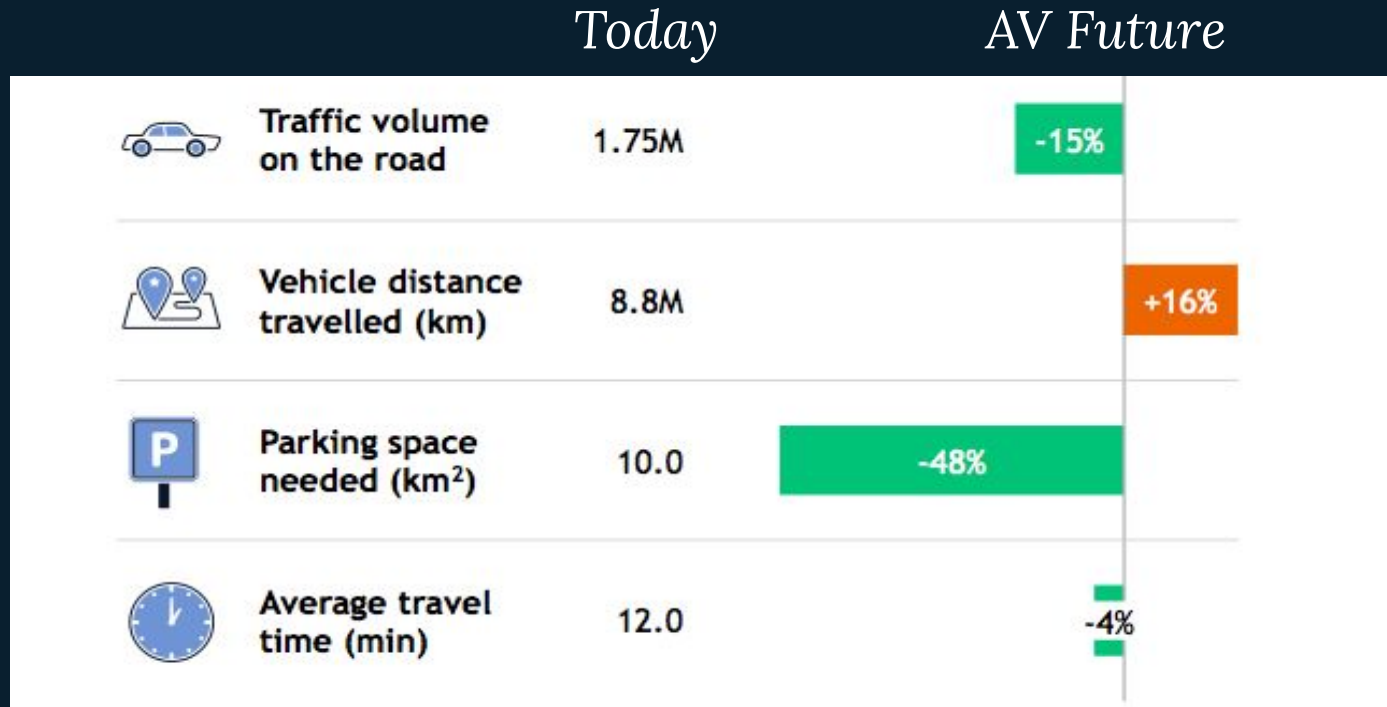 Today AV Future
Traffic volume
on the road 1.75M -15%
Vehicle distance
travelled (km) 8.8M +16%
P Parking space
needed (km²) 10.0 -48%
Average travel
time (min) 12.0 -4%